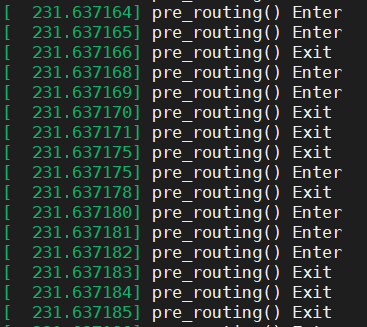 [  231.637164] pre_routing() Enter
[  231.637165] pre_routing() Enter
[  231.637166] pre_routing() Exit
[  231.637168] pre_routing() Enter
[  231.637169] pre_routing() Enter
[  231.637170] pre_routing() Exit
[  231.637171] pre_routing() Exit
[  231.637175] pre_routing() Exit
[  231.637175] pre_routing() Enter
[  231.637178] pre_routing() Exit
[  231.637180] pre_routing() Enter
[  231.637181] pre_routing() Enter
[  231.637182] pre_routing() Enter
[  231.637183] pre_routing() Exit
[  231.637184] pre_routing() Exit
[  231.637185] pre_routing() Exit